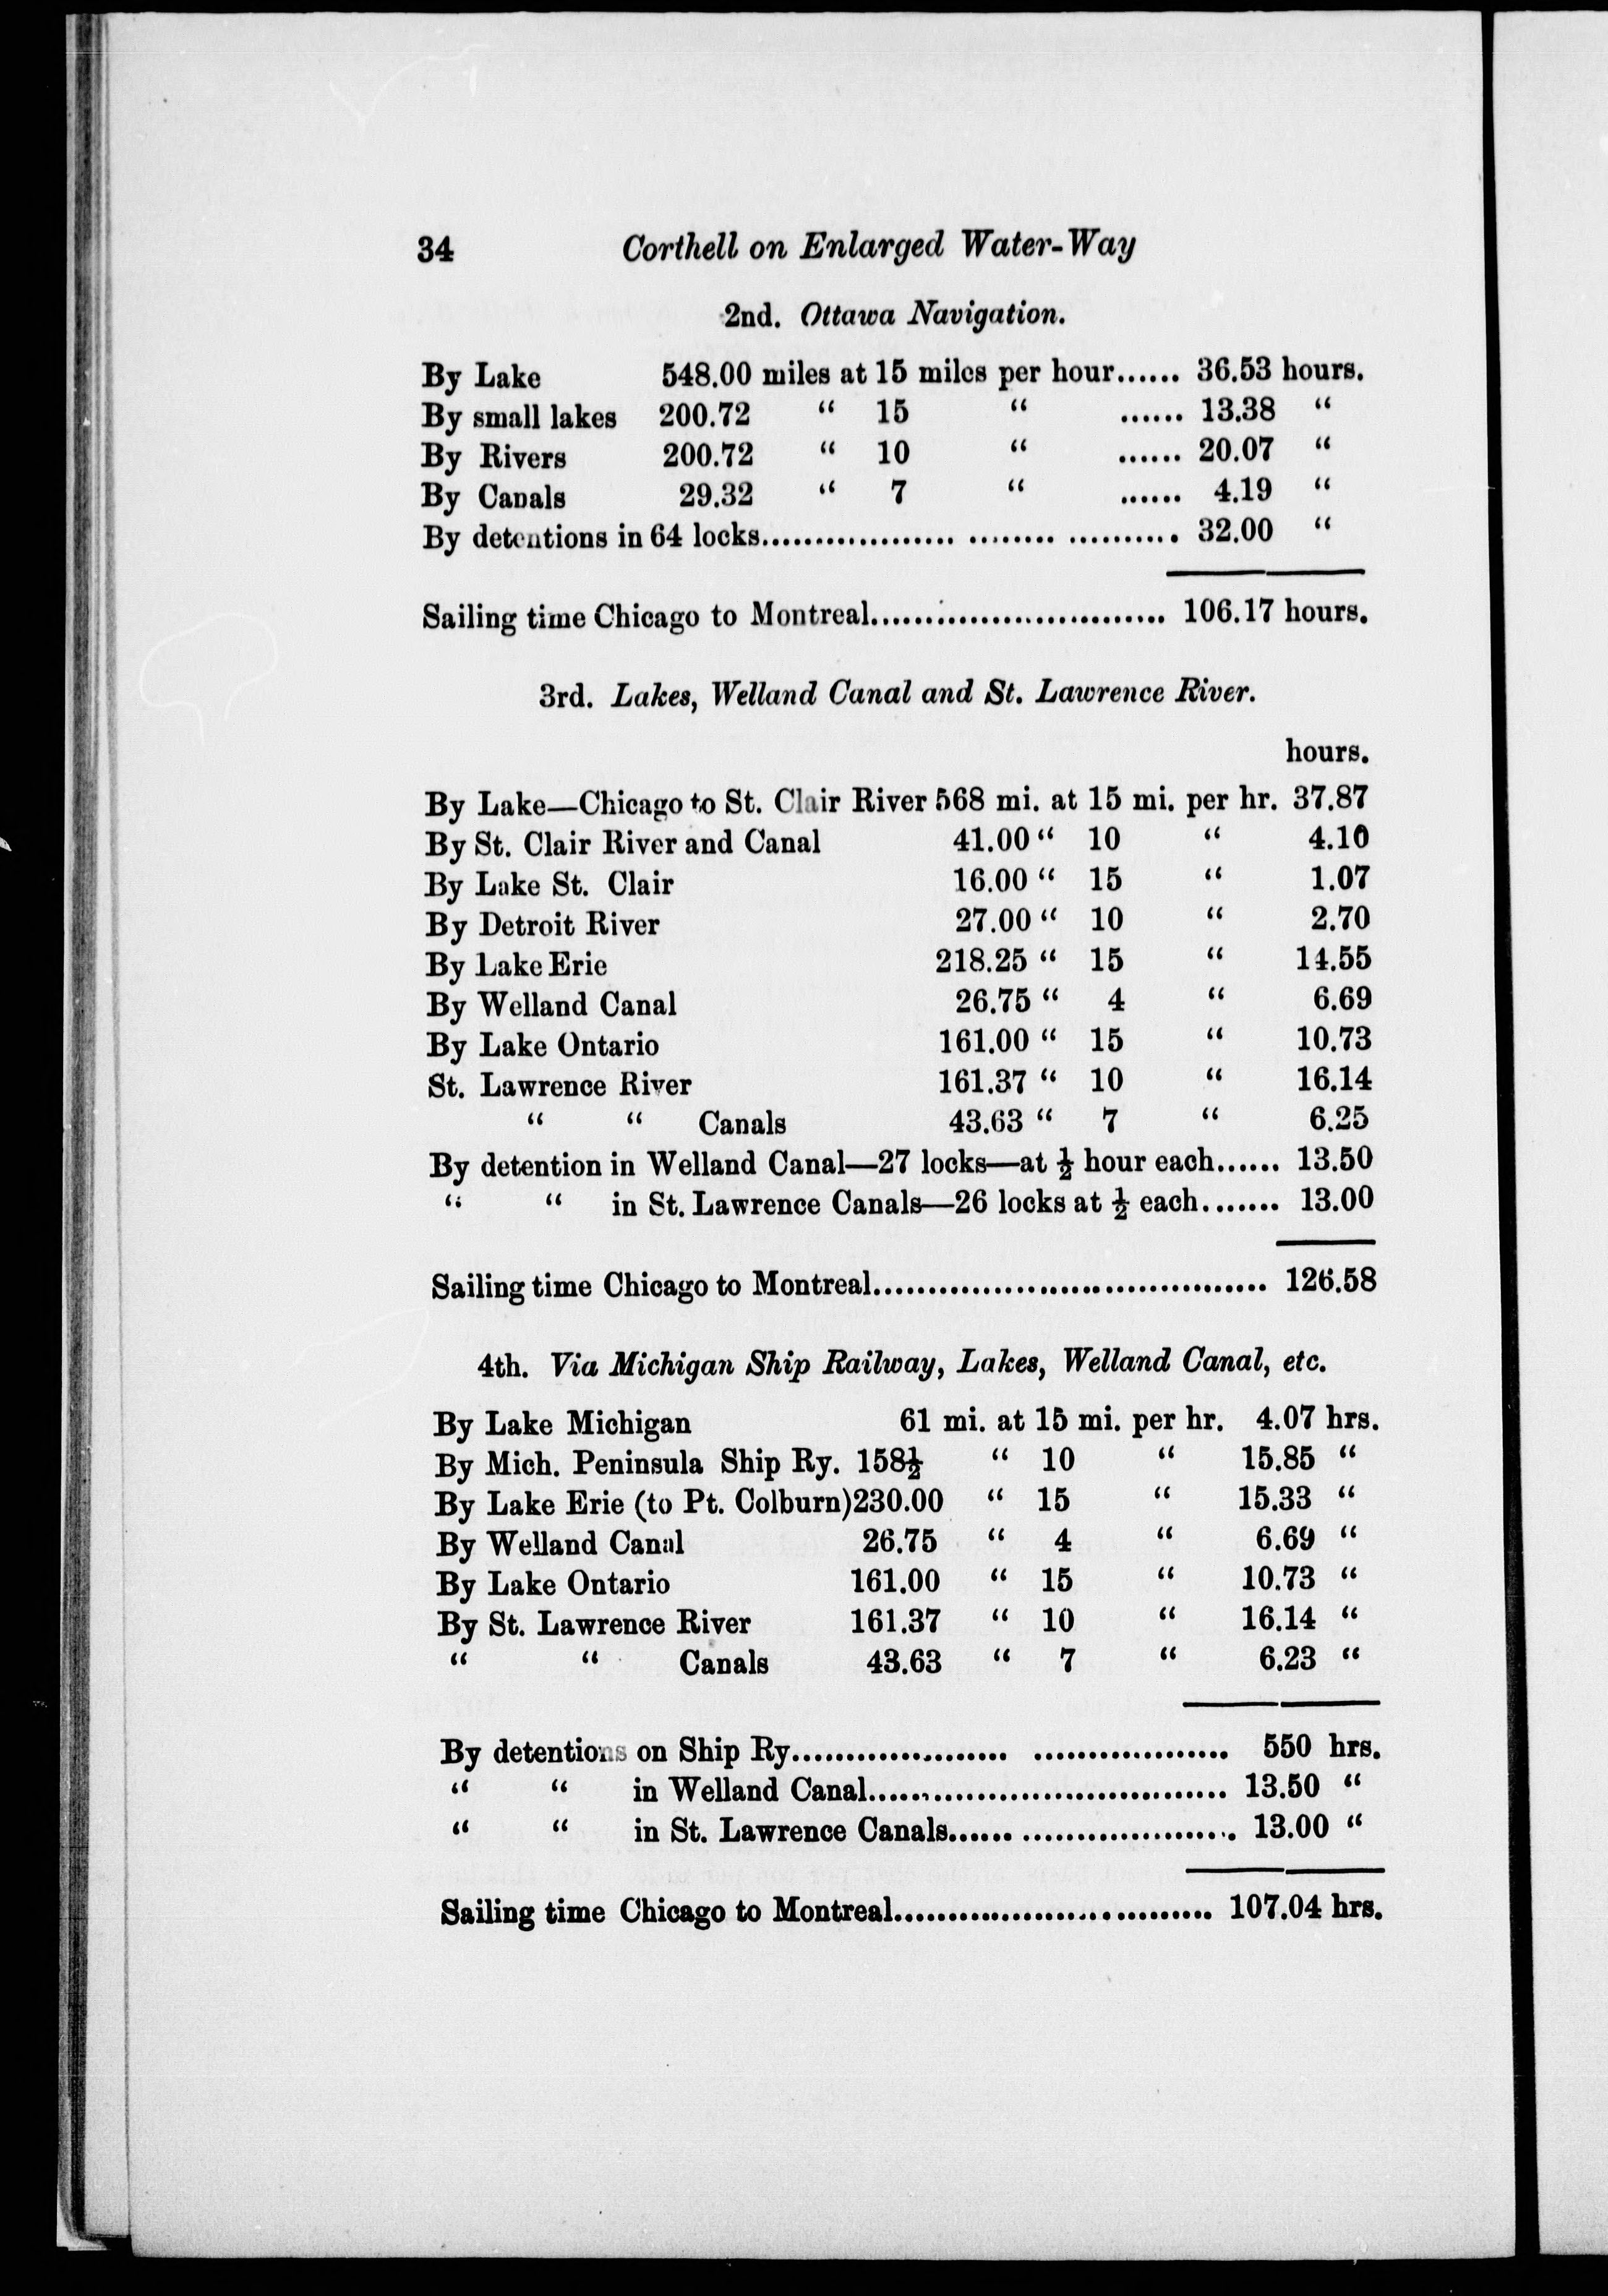 34 Corthell on Enlarged Water-Way
2nd. Ottawa Navigation.
By Lake 548.00 miles at 15 miles per hour...... 36.53 hours.
By small lakes 200.72 “ 15 “ ...... 13.38 “
By Rivers 200.72 “ 10 “ ...... 20.07 “
By Canals 29.32 “ 7 “ ...... 4.19 “
By detentions in 64 locks.................. ........ .......... 32.00 “
Sailing time Chicago to Montreal........................... 106.17 hours.
3rd. Lakes, Welland Canal and St. Lawrence River.
hours.
By Lake—Chicago to St. Clair River 568 mi. at 15 mi. per hr. 37.87
By St. Clair River and Canal 41.00 “ 10 “ 4.10
By Lake St. Clair 16.00 “ 15 “ 1.07
By Detroit River 27.00 “ 10 “ 2.70
By Lake Erie 218.25 “ 15 “ 14.55
By Welland Canal 26.75 “ 4 “ 6.69
By Lake Ontario 161.00 “ 15 “ 10.73
St. Lawrence River 161.37 “ 10 “ 16.14
“ “ Canals 43.63 “ 7 “ 6.25
By detention in Welland Canal—27 locks—at ½ hour each...... 13.50
“ “ in St. Lawrence Canals—26 locks at ½ each....... 13.00
Sailing time Chicago to Montreal.................................... 126.58
4th. Via Michigan Ship Railway, Lakes, Welland Canal, etc.
By Lake Michigan 61 mi. at 15 mi. per hr. 4.07 hrs.
By Mich. Peninsula Ship Ry. 158½ “ 10 “ 15.85 “
By Lake Erie (to Pt. Colburn)230.00 “ 15 “ 15.33 “
By Welland Canal 26.75 “ 4 “ 6.69 “
By Lake Ontario 161.00 “ 15 “ 10.73 “
By St. Lawrence River 161.37 “ 10 “ 16.14 “
“ “ Canals 43.63 “ 7 “ 6.23 “
By detentions on Ship Ry.................... .................. 550 hrs.
“ “ in Welland Canal................................. 13.50 “
“ “ in St. Lawrence Canals...... .................... 13.00 “
Sailing time Chicago to Montreal............................. 107.04 hrs.